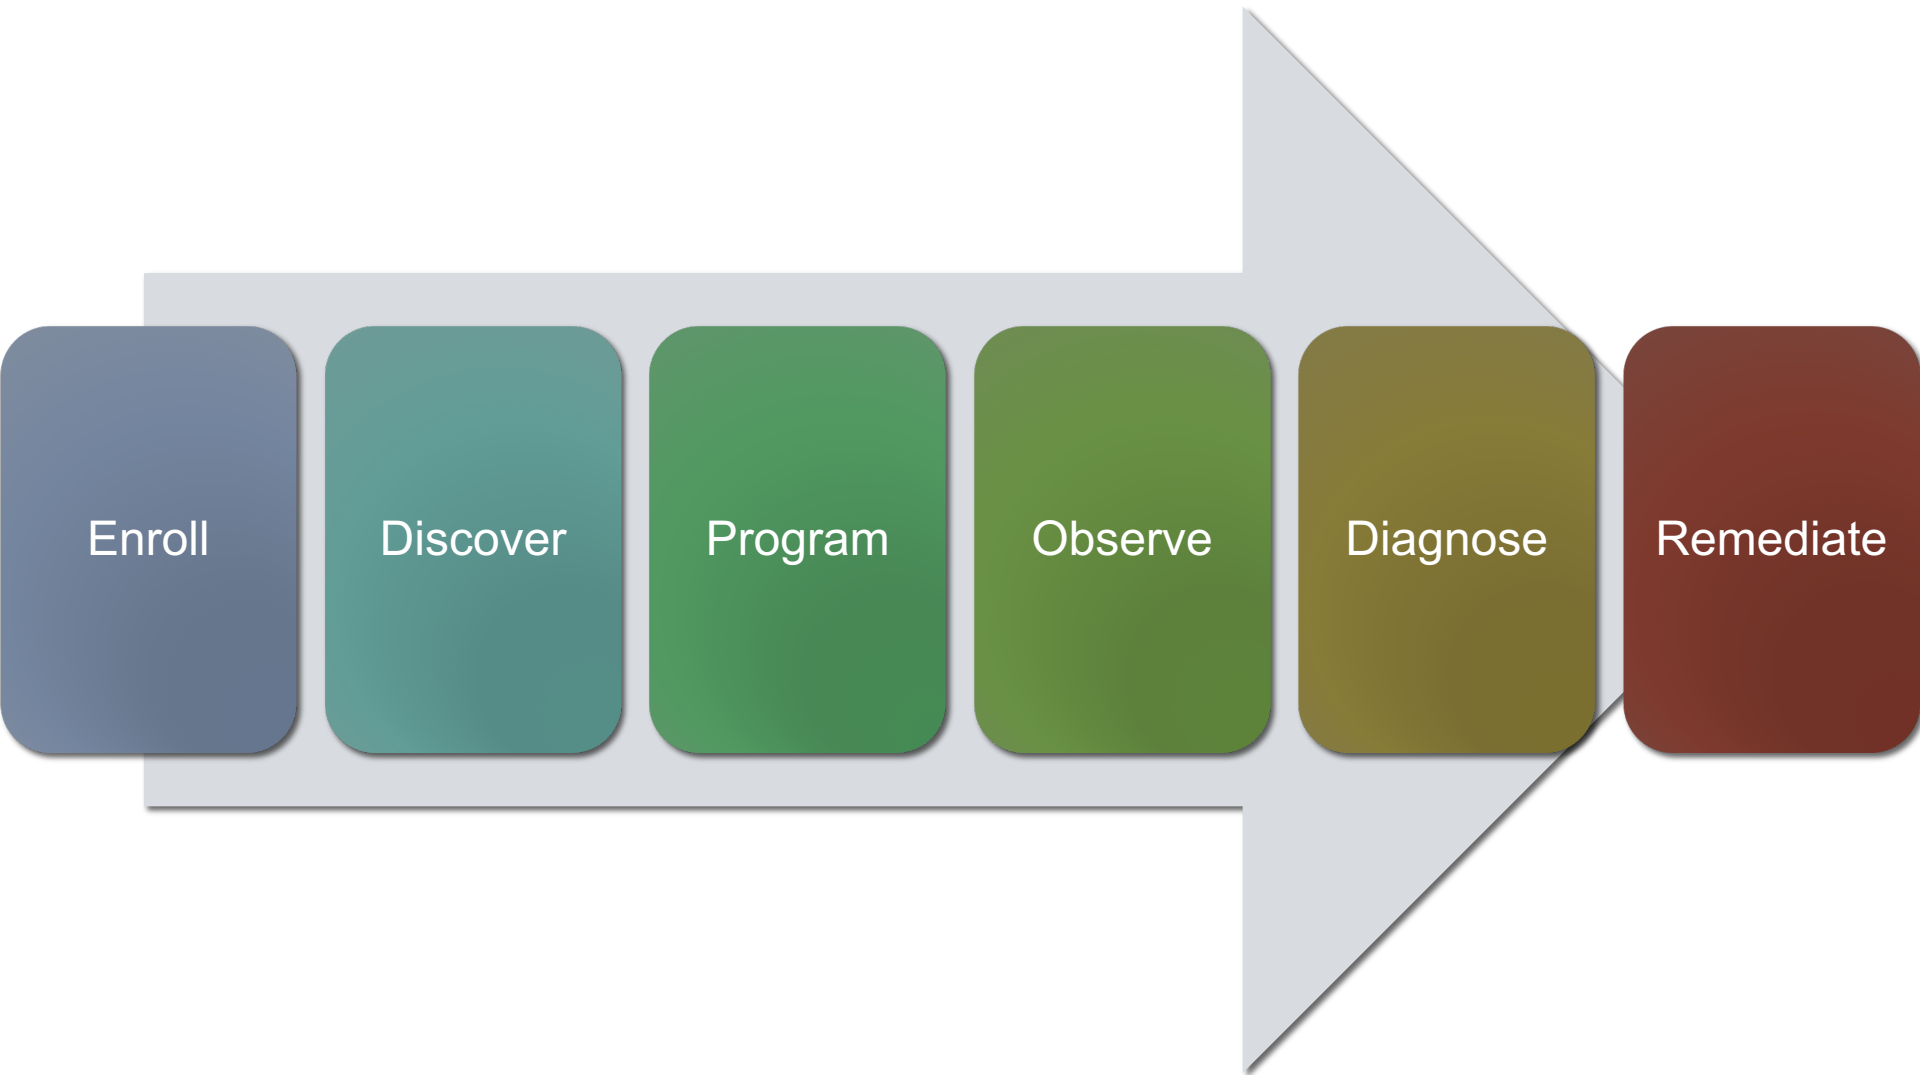 Enroll
Discover
Program
Observe
Diagnose
Remediate